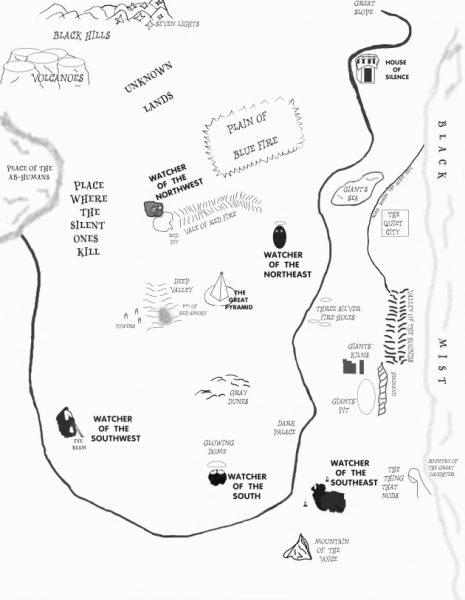 GREAT
SLOPE
SEVEN LIGHTS
BLACK HILLS
VOLCANOES
UNKNOWN
LANDS
HOUSE
OF
SILENCE
PLAIN OF
BLUE FIRE
BLACK
MIST
PLACE OF THE
AB-HUMANS
PLACE
WHERE
THE
SILENT
ONES
KILL
WATCHER
OF THE
NORTHWEST
RED
PIT
VALE OF RED FIRE
GIANT'S
SEA
THE
QUIET
CITY
WATCHER
OF THE
NORTHEAST
DEEP
VALLEY
THE
GREAT
PYRAMID
PIT OF
RED SMOKE
TOWERS
THREE SILVER
FIRE HOLES
VALLEY OF THE HOUNDS
GIANTS'
KILNS
GIANTS'
PIT
GRAY
DUNES
DARK
PALACE
WATCHER
OF THE
SOUTHWEST
EYE
BEAM
GLOWING
DOME
WATCHER
OF THE
SOUTH
WATCHER
OF THE
SOUTHEAST
THE
THING
THAT
NODS
COUNTRY OF
THE GREAT
LAUGHTER
MOUNTAIN
OF THE
VOICE